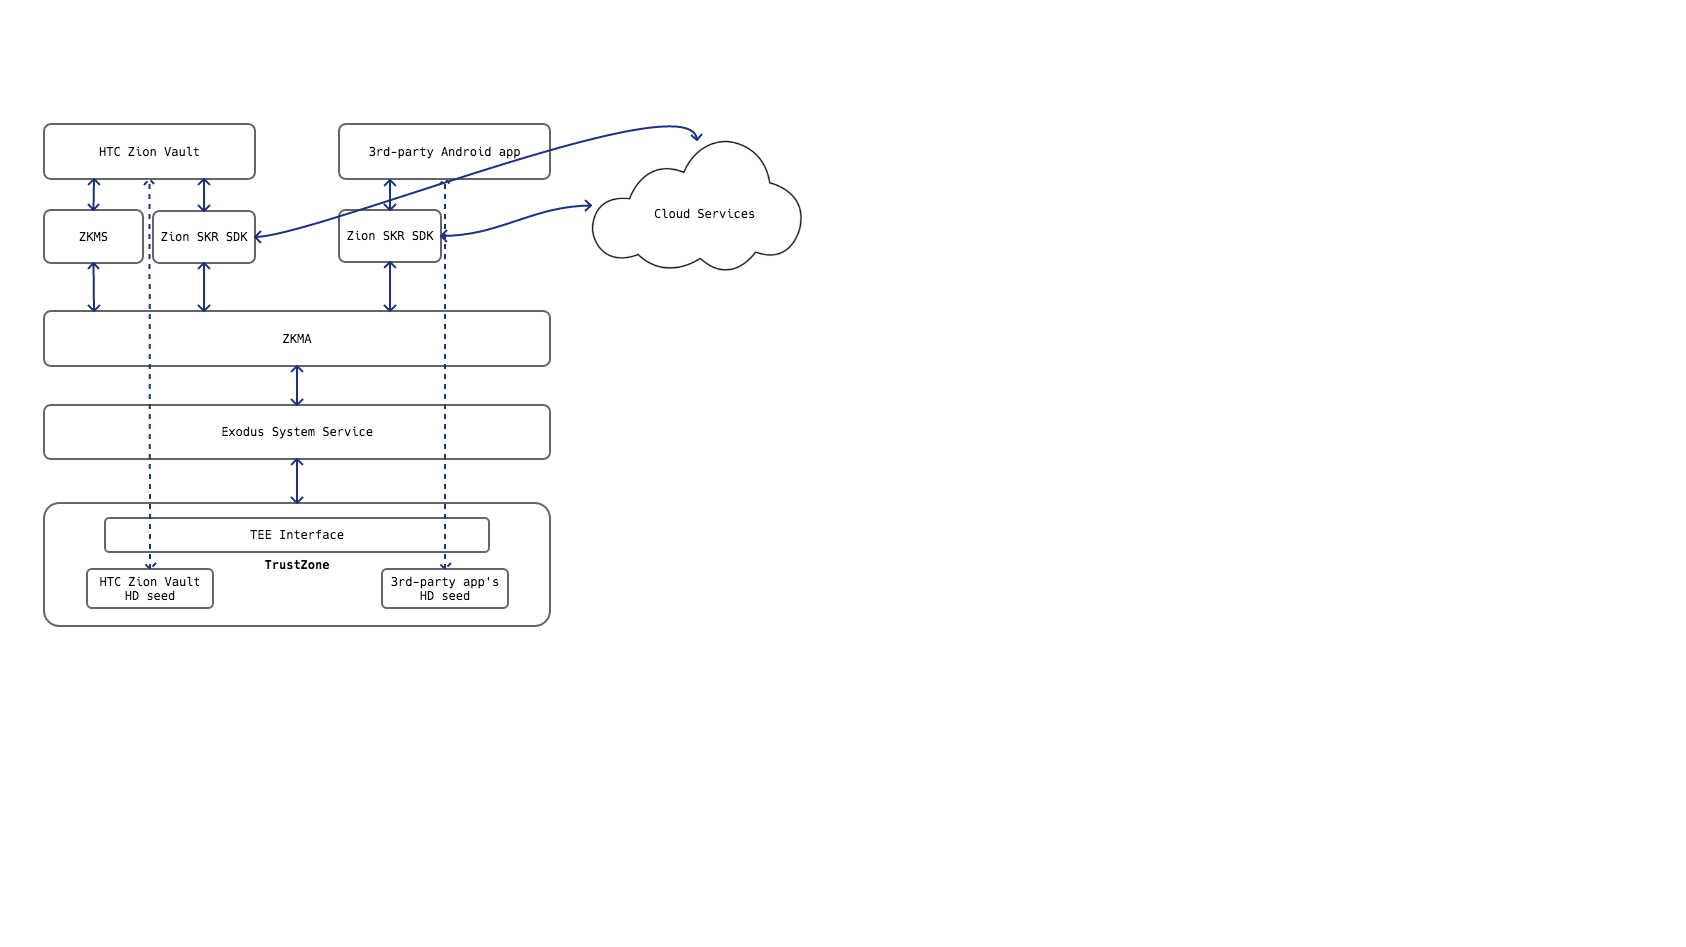 HTC Zion Vault
3rd-party Android app
ZKMS
Zion SKR SDK
Zion SKR SDK
Cloud Services
ZKMA
Exodus System Service
TEE Interface
TrustZone
HTC Zion Vault
HD seed
3rd-party app's
HD seed